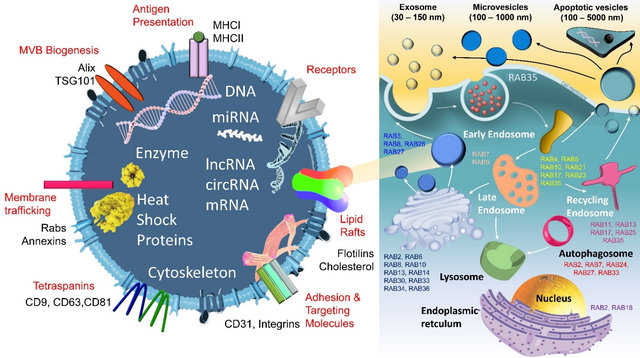 Antigen
Presentation
MHCI
MHCII
MVB Biogenesis
Alix
TSG101
Receptors
DNA
miRNA
Enzyme
lncRNA
circRNA
mRNA
Heat
Shock
Proteins
Membrane
trafficking
Rabs
Annexins
Lipid
Rafts
Flotilins
Cholesterol
Cytoskeleton
Tetraspanins
CD9, CD63,CD81
CD31, Integrins
Adhesion &
Targeting
Molecules
Exosome
(30 – 150 nm)
Microvesicles
(100 – 1000 nm)
Apoptotic vesicles
(100 – 5000 nm)
RAB35
RAB3,
RAB8, RAB26
RAB27
Early Endosome
RAB7
RAB9
RAB4, RAB5
RAB10, RAB21
RAB17, RAB23
RAB35
Late
Endosome
Recycling
Endosome
RAB11, RAB13
RAB17, RAB25
RAB35
RAB2, RAB6
RAB8, RAB10
RAB13, RAB14
RAB30, RAB33
RAB34, RAB36
Autophagosome
RAB2, RAB7, RAB24,
RAB27, RAB33
Lysosome
Nucleus
Endoplasmic
retculum
RAB2, RAB18